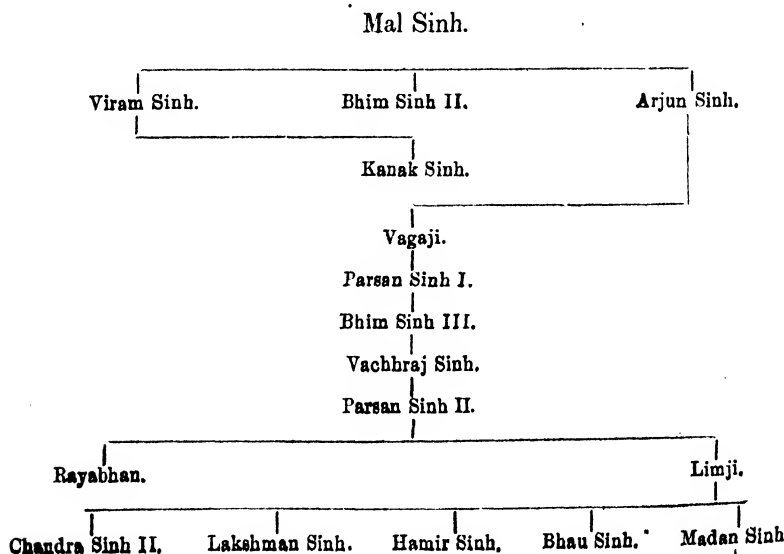 Mal Sinh.
Viram Sinh. Bhim Sinh II. Arjun Sinh.
Kanak Sinh.
Vagaji.
Parsan Sinh I.
Bhim Sinh III.
Vachhraj Sinh.
Parsan Sinh II.
Rayabhan. Limji.
Chandra Sinh II. Lakshman Sinh. Hamir Sinh. Bhau Sinh. Madan Sinh